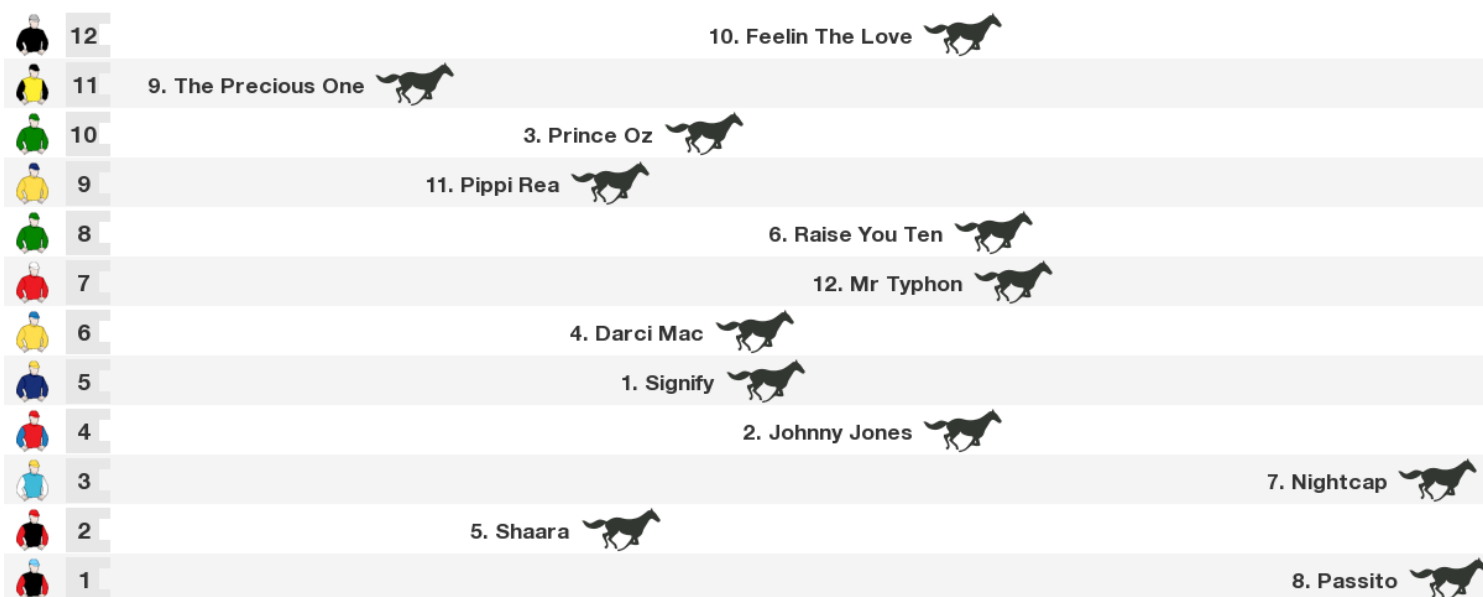 12 10. Feelin The Love
11 9. The Precious One
10 3. Prince Oz
9 11. Pippi Rea
8 6. Raise You Ten
7 12. Mr Typhon
6 4. Darci Mac
5 1. Signify
4 2. Johnny Jones
3 7. Nightcap
2 5. Shaara
1 8. Passito